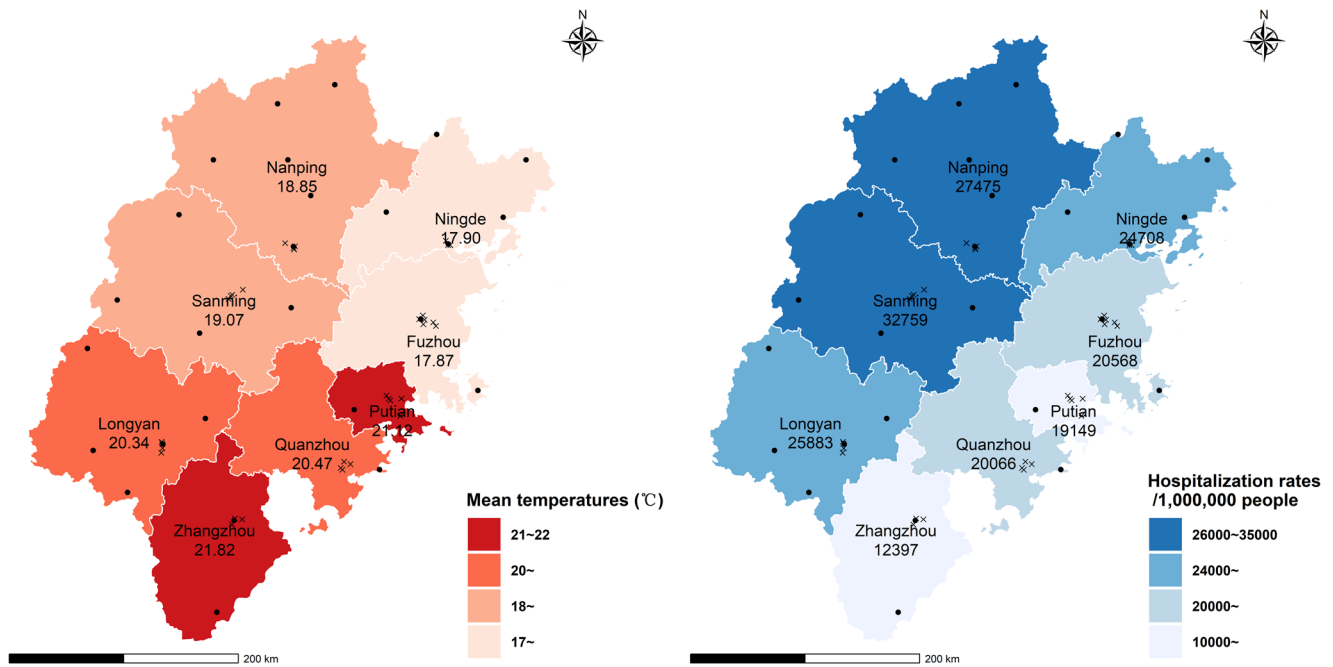 N
Nanping
18.85
Ningde
17.90
Sanming
19.07
Fuzhou
17.87
Putian
21.12
Longyan
20.34
Quanzhou
20.47
Zhangzhou
21.82
Mean temperatures (℃)
21~22
20~
18~
17~
200 km
N
Nanping
27475
Ningde
24708
Sanming
32759
Fuzhou
20568
Putian
19149
Longyan
25883
Quanzhou
20066
Zhangzhou
12397
Hospitalization rates
/1,000,000 people
26000~35000
24000~
20000~
10000~
200 km